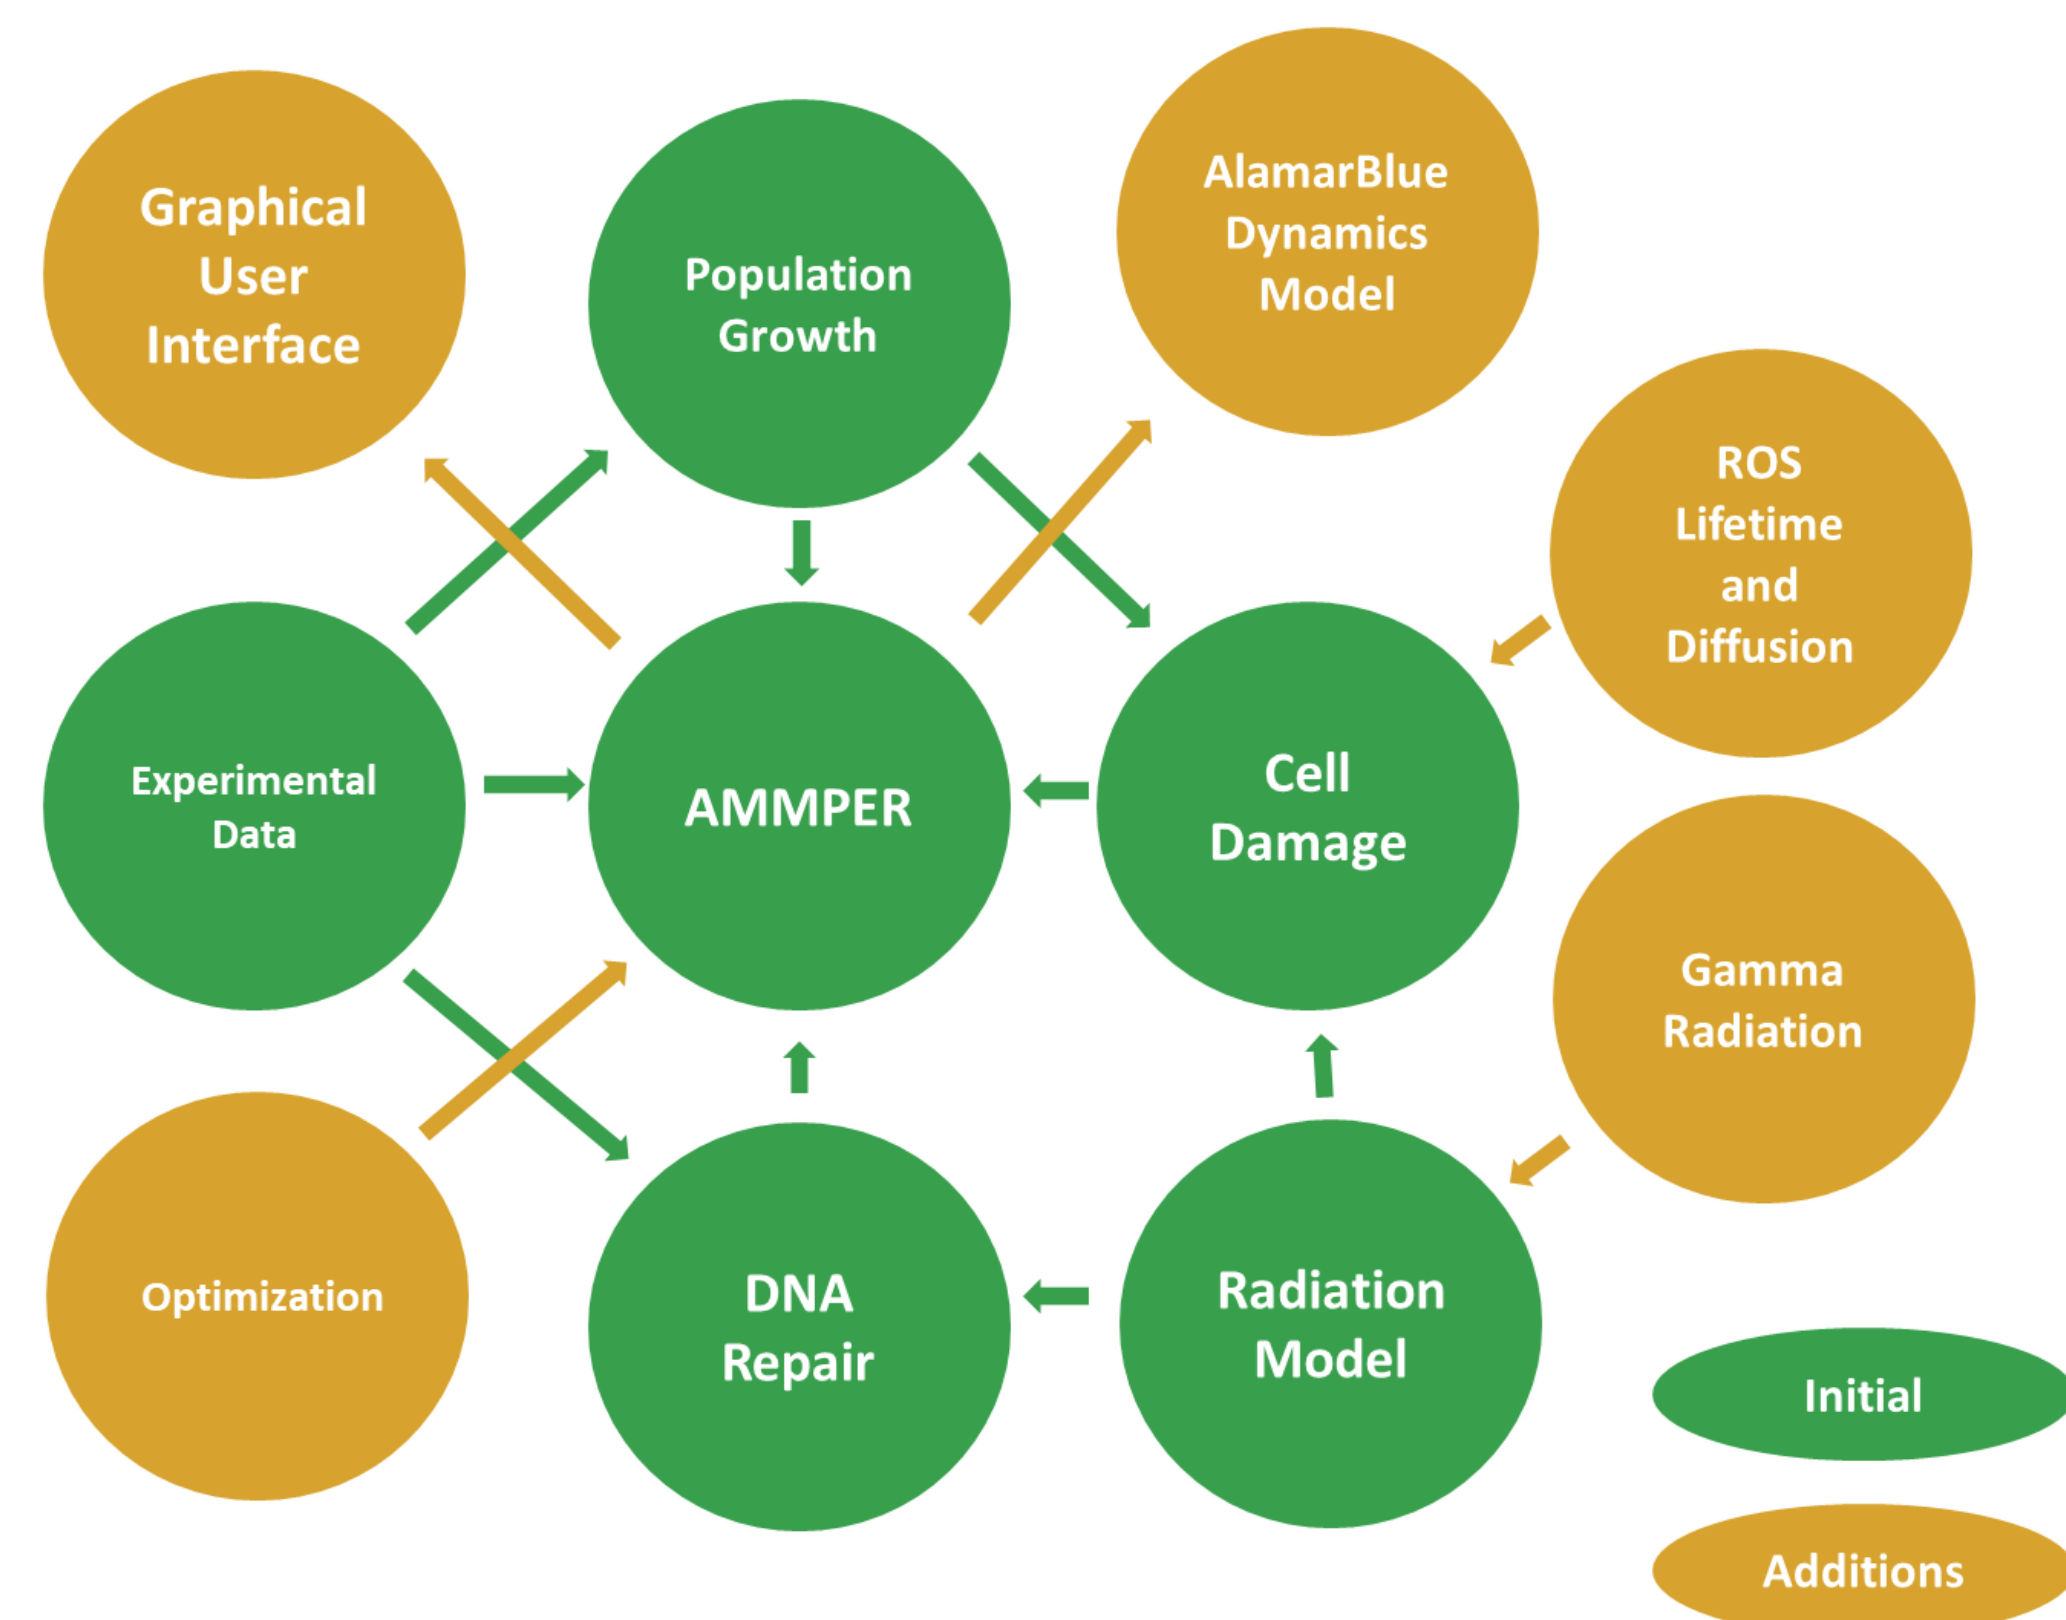 Graphical
User
Interface
Population
Growth
AlamarBlue
Dynamics
Model
ROS
Lifetime
and
Diffusion
Experimental
Data
AMMPER
Cell
Damage
Gamma
Radiation
Optimization
DNA
Repair
Radiation
Model
Initial
Additions